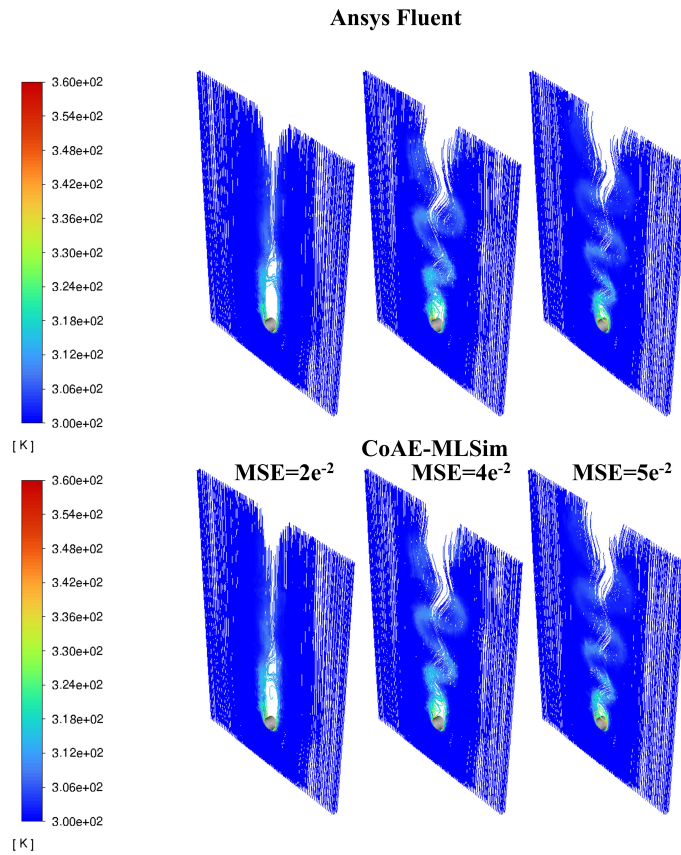 Ansys Fluent
3.60e+02
3.54e+02
3.48e+02
3.42e+02
3.36e+02
3.30e+02
3.24e+02
3.18e+02
3.12e+02
3.06e+02
3.00e+02
[ K ]
CoAE-MLSim
MSE=2e⁻² MSE=4e⁻² MSE=5e⁻²
3.60e+02
3.54e+02
3.48e+02
3.42e+02
3.36e+02
3.30e+02
3.24e+02
3.18e+02
3.12e+02
3.06e+02
3.00e+02
[ K ]